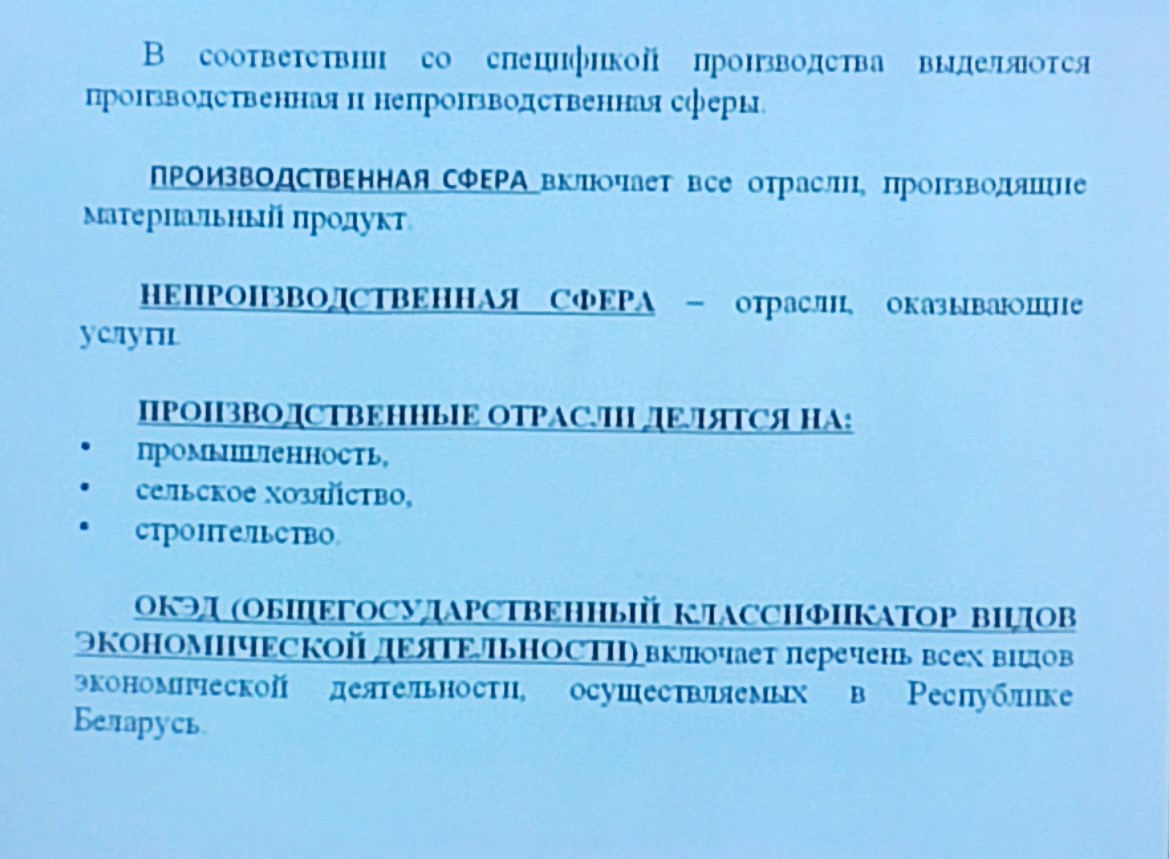 В соответствии со спецификой производства выделяются
производственная и непроизводственная сферы.
ПРОИЗВОДСТВЕННАЯ СФЕРА включает все отрасли, производящие
материальный продукт.
НЕПРОИЗВОДСТВЕННАЯ СФЕРА – отрасли, оказывающие
услуги.
ПРОИЗВОДСТВЕННЫЕ ОТРАСЛИ ДЕЛЯТСЯ НА:
• промышленность,
• сельское хозяйство,
• строительство.
ОКЭД (ОБЩЕГОСУДАРСТВЕННЫЙ КЛАССИФИКАТОР ВИДОВ
ЭКОНОМИЧЕСКОЙ ДЕЯТЕЛЬНОСТИ) включает перечень всех видов
экономической деятельности, осуществляемых в Республике
Беларусь.